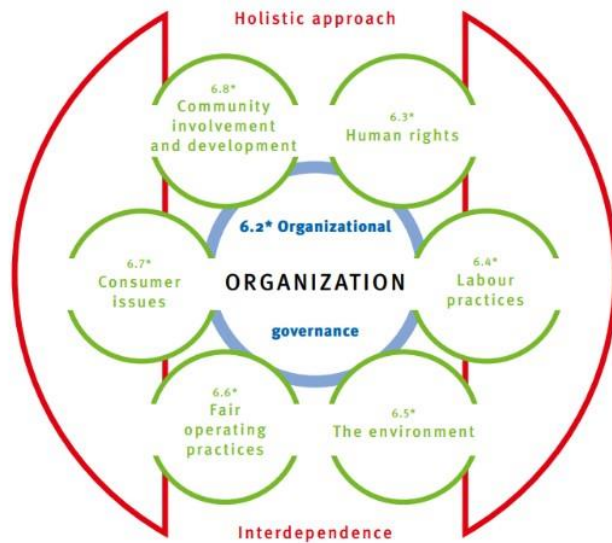 Holistic approach
6.8*
Community
involvement
and development
6.3*
Human rights
6.2* Organizational
6.7*
Consumer
issues
ORGANIZATION
6.4*
Labour
practices
governance
6.6*
Fair
operating
practices
6.5*
The environment
Interdependence